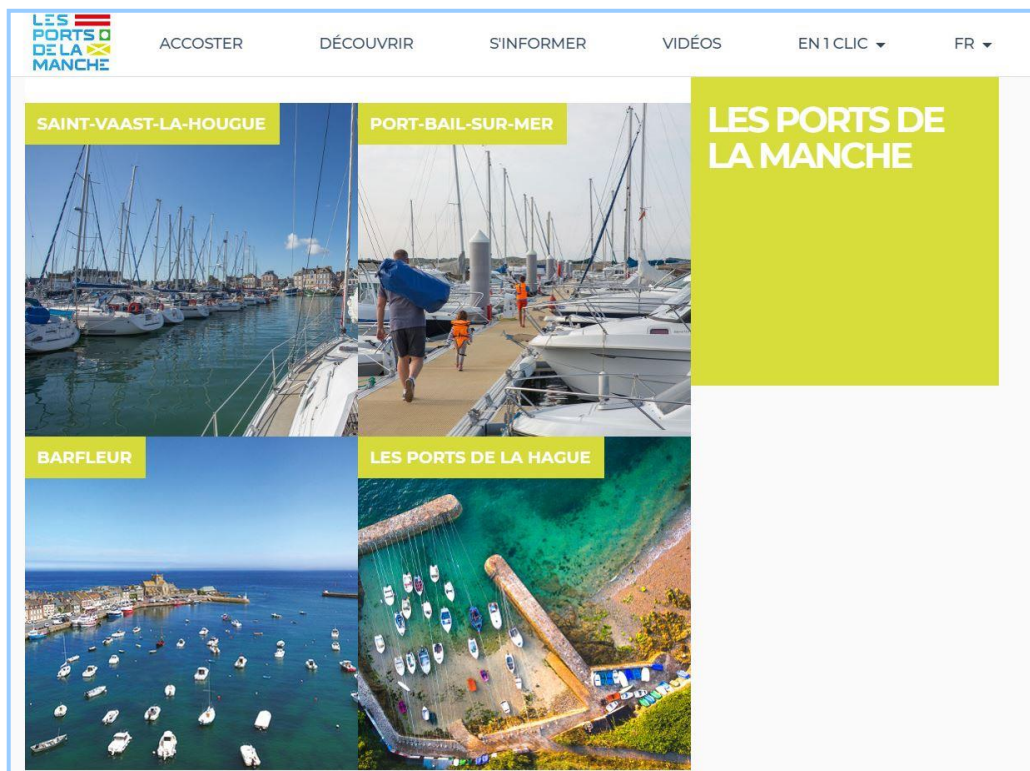 LES
PORTS
DE LA
MANCHE
ACCOSTER
DÉCOUVRIR
S'INFORMER
VIDÉOS
EN 1 CLIC
FR
SAINT-VAAST-LA-HOUGUE
PORT-BAIL-SUR-MER
LES PORTS DE
LA MANCHE
BARFLEUR
LES PORTS DE LA HAGUE